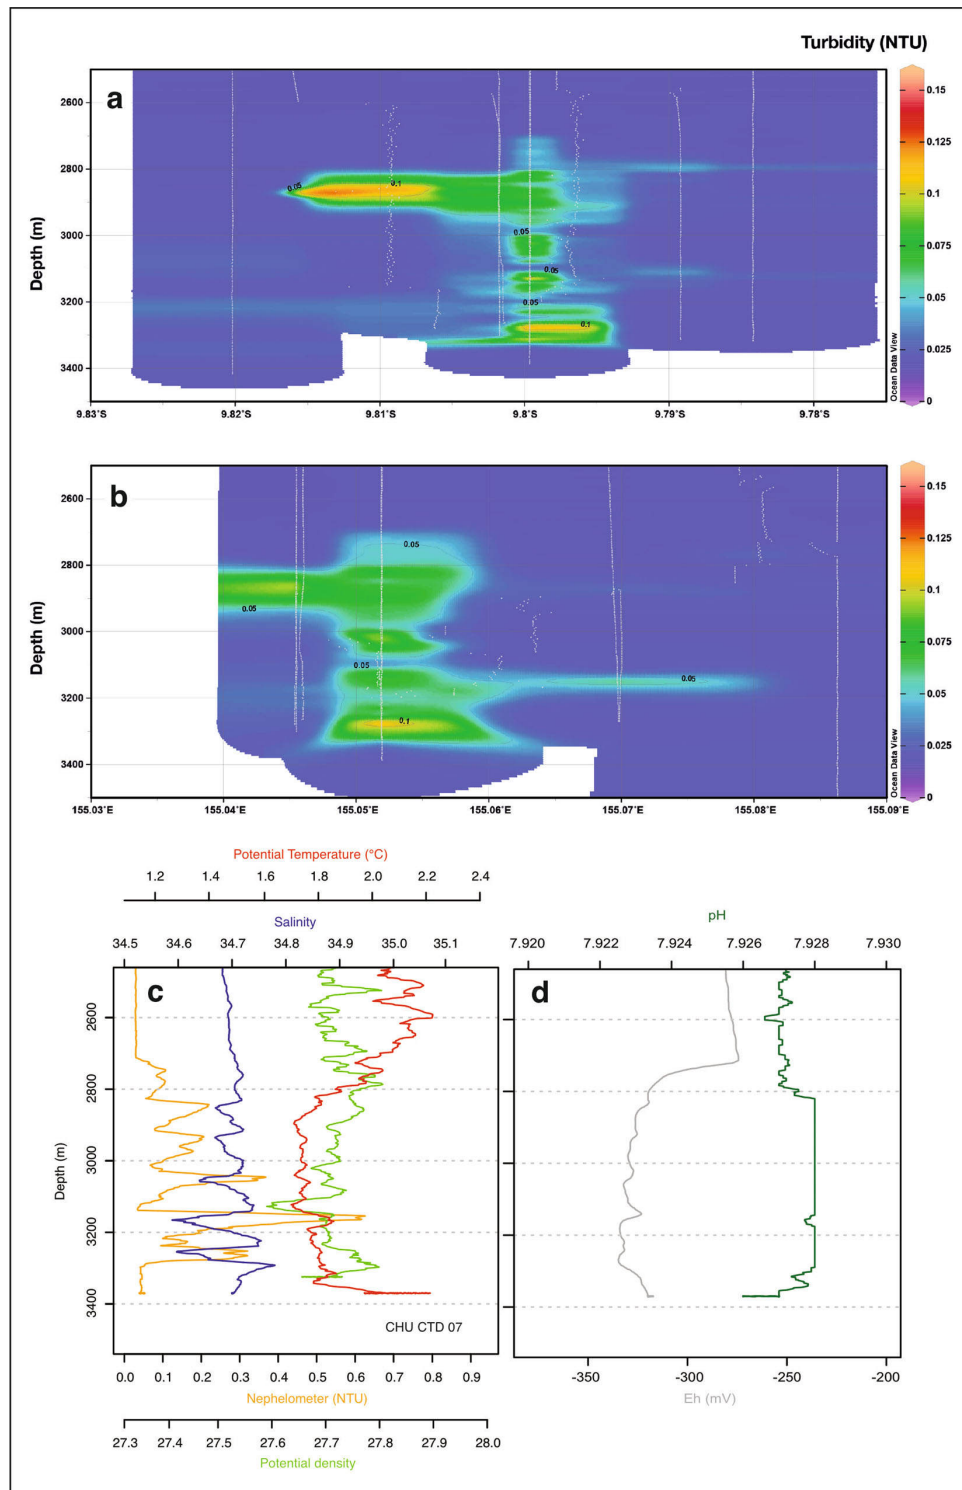 Turbidity (NTU)
a
Depth (m)
2600
2800
3000
3200
3400
0.05
0.1
0.05
0.05
0.05
0.1
9.83°S
9.82°S
9.81°S
9.8°S
9.79°S
9.78°S
Ocean Data View
0.15
0.125
0.1
0.075
0.05
0.025
0
b
Depth (m)
2600
2800
3000
3200
3400
0.05
0.05
0.05
0.05
0.1
155.03°E
155.04°E
155.05°E
155.06°E
155.07°E
155.08°E
155.09°E
Ocean Data View
0.15
0.125
0.1
0.075
0.05
0.025
0
Potential Temperature (°C)
1.2 1.4 1.6 1.8 2.0 2.2 2.4
Salinity
34.5 34.6 34.7 34.8 34.9 35.0 35.1
c
Depth (m)
2600
2800
3000
3200
3400
CHU CTD 07
0.0 0.1 0.2 0.3 0.4 0.5 0.6 0.7 0.8 0.9
Nephelometer (NTU)
27.3 27.4 27.5 27.6 27.7 27.8 27.9 28.0
Potential density
pH
7.920 7.922 7.924 7.926 7.928 7.930
d
-350 -300 -250 -200
Eh (mV)